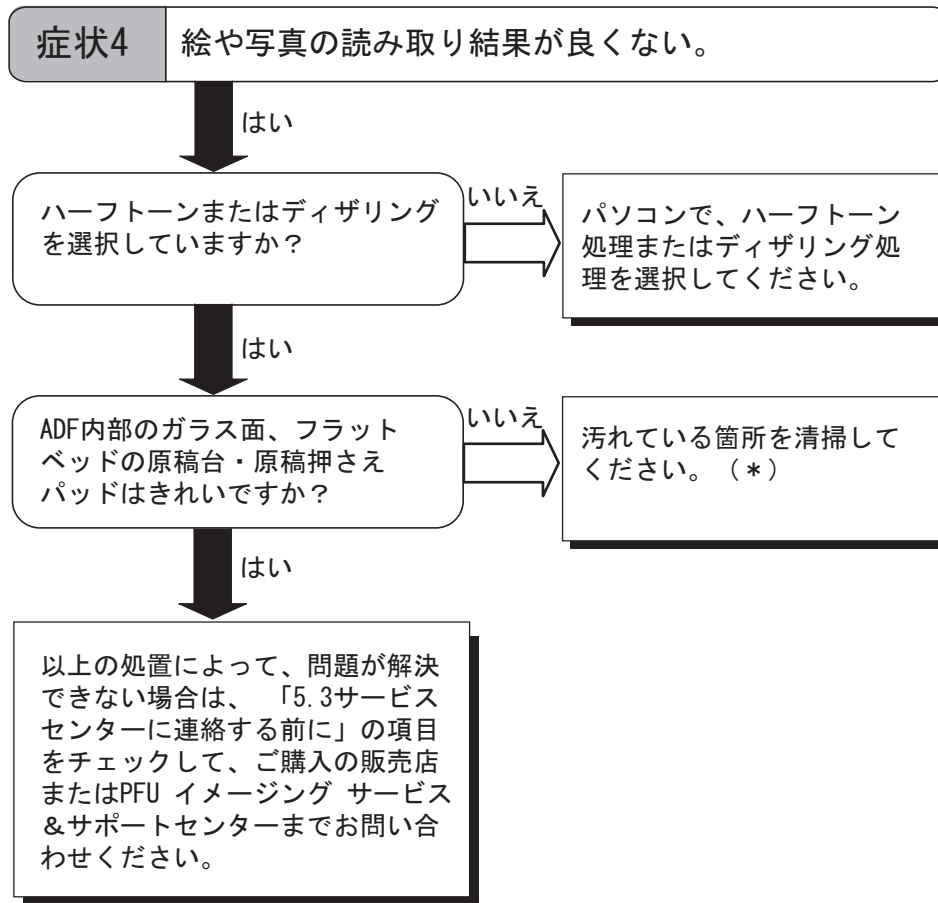 症状4 絵や写真の読み取り結果が良くない。
はい
ハーフトーンまたはディザリング
を選択していますか？
いいえ
パソコンで、ハーフトーン
処理またはディザリング処
理を選択してください。
はい
ADF内部のガラス面、フラット
ベッドの原稿台・原稿押さえ
パッドはきれいですか？
いいえ
汚れている箇所を清掃して
ください。（＊）
はい
以上の処置によって、問題が解決
できない場合は、 「5.3サービス
センターに連絡する前に」の項目
をチェックして、ご購入の販売店
またはPFU イメージング サービス
＆サポートセンターまでお問い合
わせください。